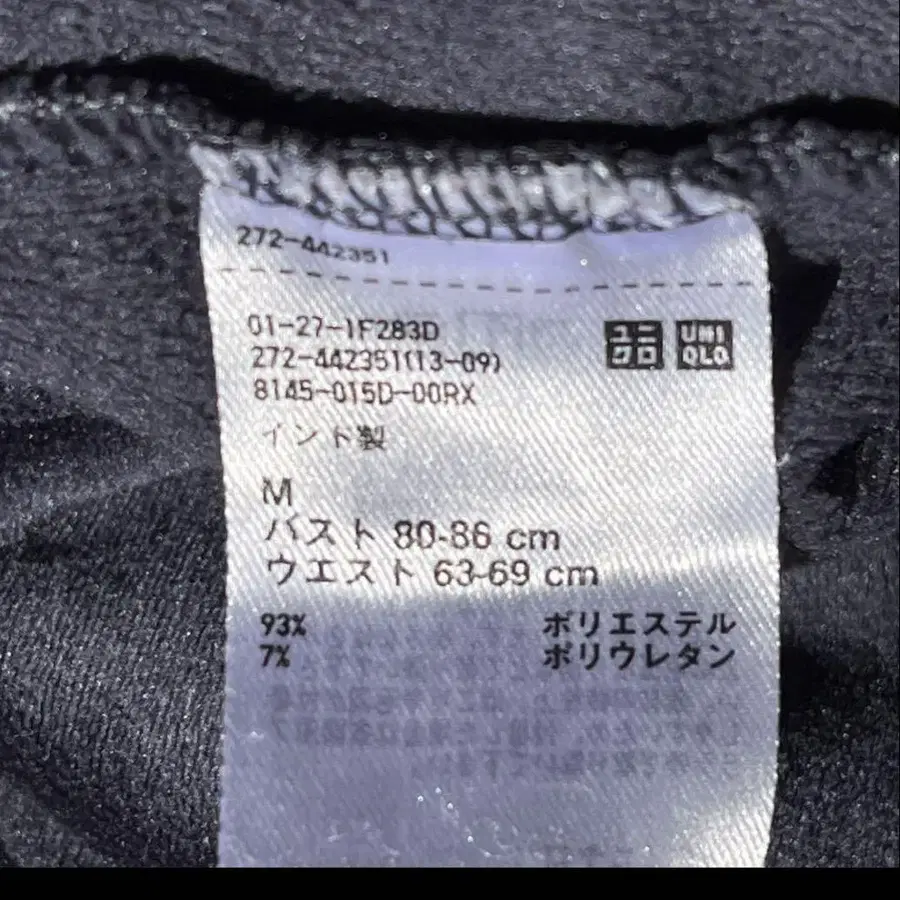 272-442351
01-27-1F283D
272-442351(13-09)
8145-015D-00RX
ユニクロ
UNIQLO
インド製
M
バスト 80-86 cm
ウエスト 63-69 cm
93% ポリエステル
7% ポリウレタン